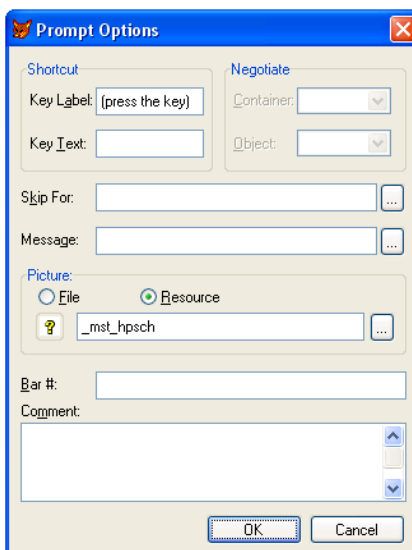 Prompt Options
Shortcut
Negotiate
Key Label: (press the key)
Container:
Key Text:
Object:
Skip For:
...
Message:
...
Picture:
File
Resource
?
_mst_hpsch
...
Bar #:
Comment:
OK
Cancel